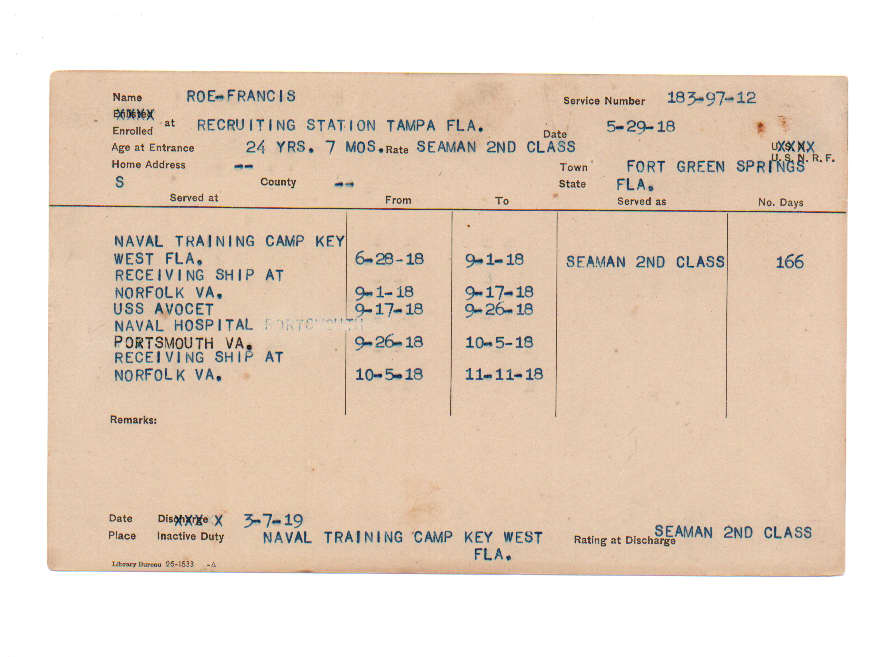 Name ROE-FRANCIS Service Number 183-97-12
Enrolled at RECRUITING STATION TAMPA FLA. Date 5-29-18
Age at Entrance 24 YRS. 7 MOS. Rate SEAMAN 2ND CLASS U.S.N.R.F.
Home Address -- Town FORT GREEN SPRINGS
S County -- State FLA.
Served at From To Served as No. Days
NAVAL TRAINING CAMP KEY
WEST FLA. 6-28-18 9-1-18 SEAMAN 2ND CLASS 166
RECEIVING SHIP AT
NORFOLK VA. 9-1-18 9-17-18
USS AVOCET 9-17-18 9-26-18
NAVAL HOSPITAL PORTSMOUTH
PORTSMOUTH VA. 9-26-18 10-5-18
RECEIVING SHIP AT
NORFOLK VA. 10-5-18 11-11-18
Remarks:
Date Discharge X 3-7-19
Place Inactive Duty NAVAL TRAINING CAMP KEY WEST Rating at Discharge SEAMAN 2ND CLASS
FLA.
Library Bureau 26-1533 -A